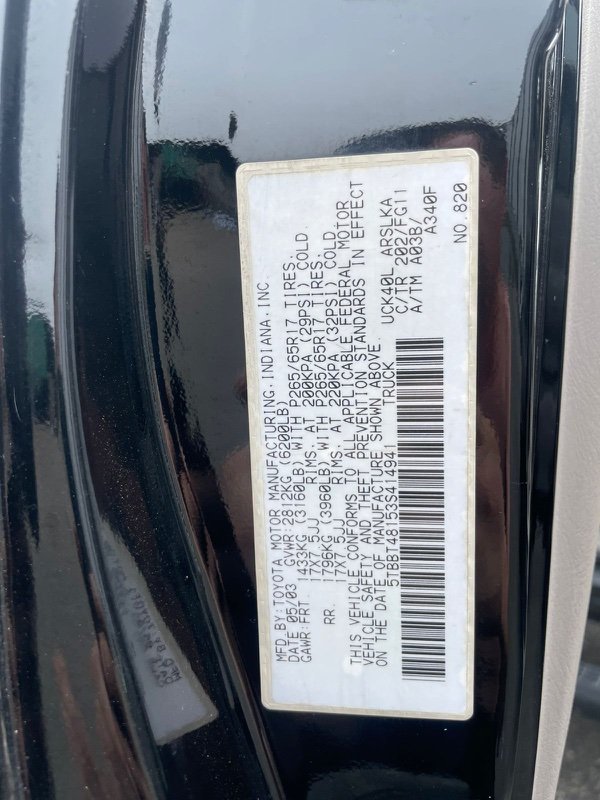 MFD.BY:TOYOTA MOTOR MANUFACTURING,INDIANA,INC.
DATE 05/03 GVWR:2812KG (6200LB)
GAWR:FRT. 1433KG (3160LB) WITH P265/65R17 TIRES,
17X7.5JJ RIMS. AT 200KPA (29PSI) COLD.
RR. 1796KG (3960LB) WITH P265/65R17 TIRES,
17X7.5JJ RIMS. AT 220KPA (32PSI) COLD.
THIS VEHICLE CONFORMS TO ALL APPLICABLE FEDERAL MOTOR
VEHICLE SAFETY AND THEFT PREVENTION STANDARDS IN EFFECT
ON THE DATE OF MANUFACTURE SHOWN ABOVE.
5TBBT48153S414941 TRUCK
UCK40L ARSLKA
C/TR 202/FG11
A/TM A03B/
A340F
NO.820